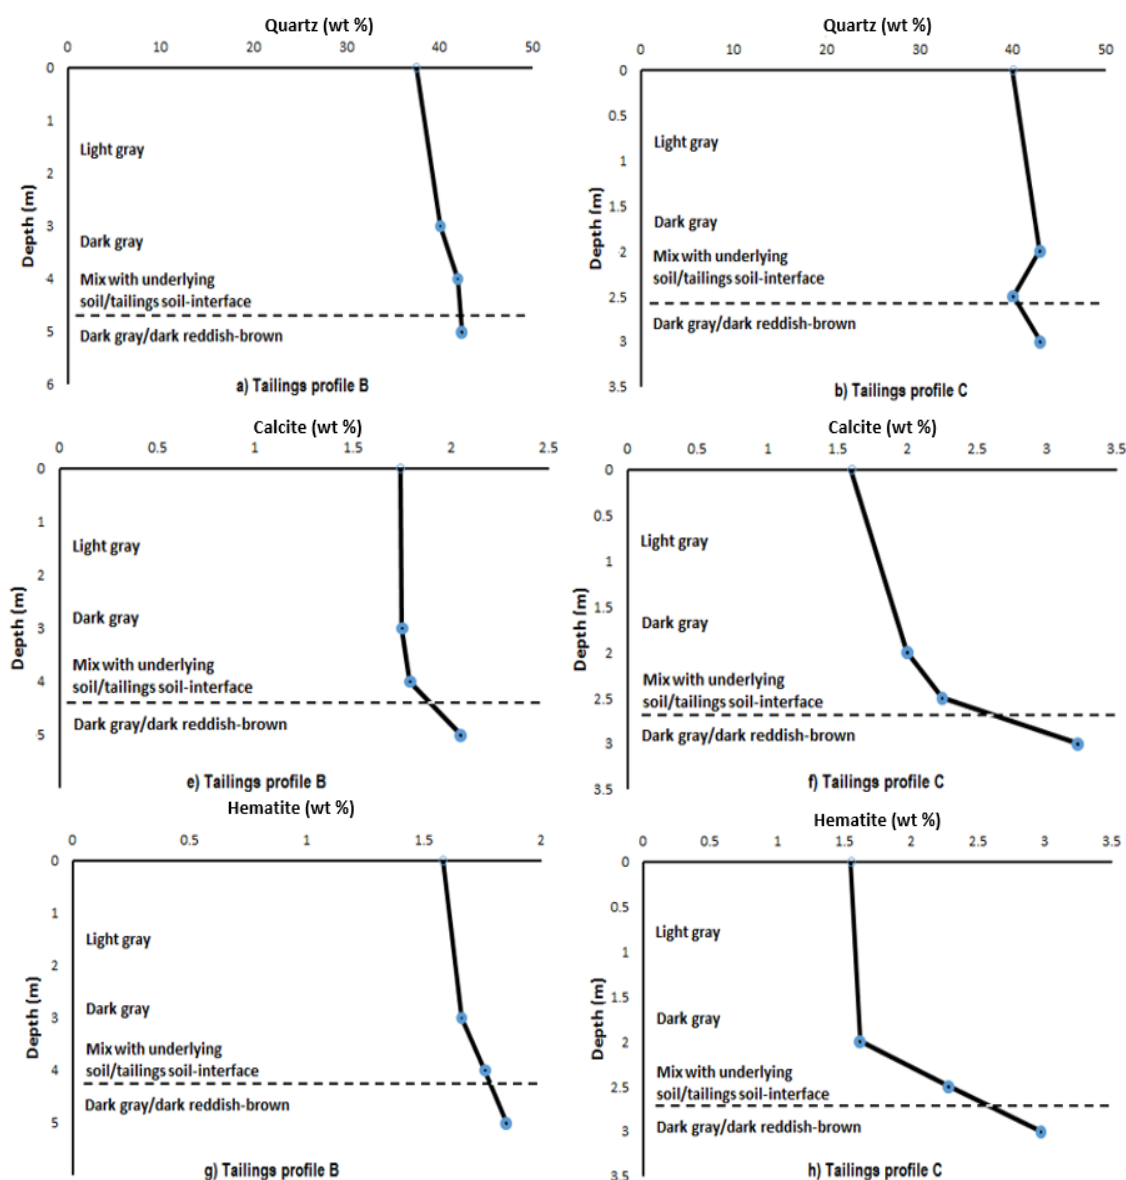 Quartz (wt %)
0 10 20 30 40 50
0
1
2
3
4
5
6
Depth (m)
Light gray
Dark gray
Mix with underlying
soil/tailings soil-interface
Dark gray/dark reddish-brown
a) Tailings profile B
Quartz (wt %)
0 10 20 30 40 50
0
0.5
1
1.5
2
2.5
3
3.5
Depth (m)
Light gray
Dark gray
Mix with underlying
soil/tailings soil-interface
Dark gray/dark reddish-brown
b) Tailings profile C
Calcite (wt %)
0 0.5 1 1.5 2 2.5
0
1
2
3
4
5
Depth (m)
Light gray
Dark gray
Mix with underlying
soil/tailings soil-interface
Dark gray/dark reddish-brown
e) Tailings profile B
Calcite (wt %)
0 0.5 1 1.5 2 2.5 3 3.5
0
0.5
1
1.5
2
2.5
3
3.5
Depth (m)
Light gray
Dark gray
Mix with underlying
soil/tailings soil-interface
Dark gray/dark reddish-brown
f) Tailings profile C
Hematite (wt %)
0 0.5 1 1.5 2
0
1
2
3
4
5
Depth (m)
Light gray
Dark gray
Mix with underlying
soil/tailings soil-interface
Dark gray/dark reddish-brown
g) Tailings profile B
Hematite (wt %)
0 0.5 1 1.5 2 2.5 3 3.5
0
0.5
1
1.5
2
2.5
3
3.5
Depth (m)
Light gray
Dark gray
Mix with underlying
soil/tailings soil-interface
Dark gray/dark reddish-brown
h) Tailings profile C